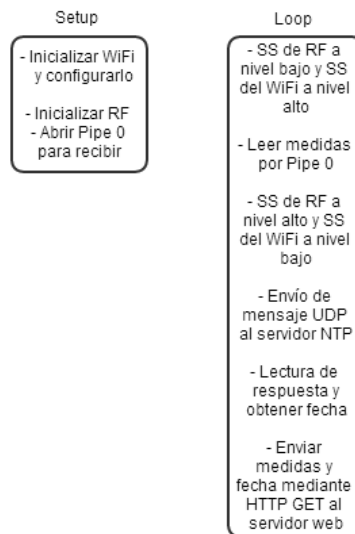 Setup
- Inicializar WiFi
y configurarlo
- Inicializar RF
- Abrir Pipe 0
para recibir
Loop
- SS de RF a
nivel bajo y SS
del WiFi a nivel
alto
- Leer medidas
por Pipe 0
- SS de RF a
nivel alto y SS
del WiFi a nivel
bajo
- Envío de
mensaje UDP
al servidor NTP
- Lectura de
respuesta y
obtener fecha
- Enviar
medidas y
fecha mediante
HTTP GET al
servidor web